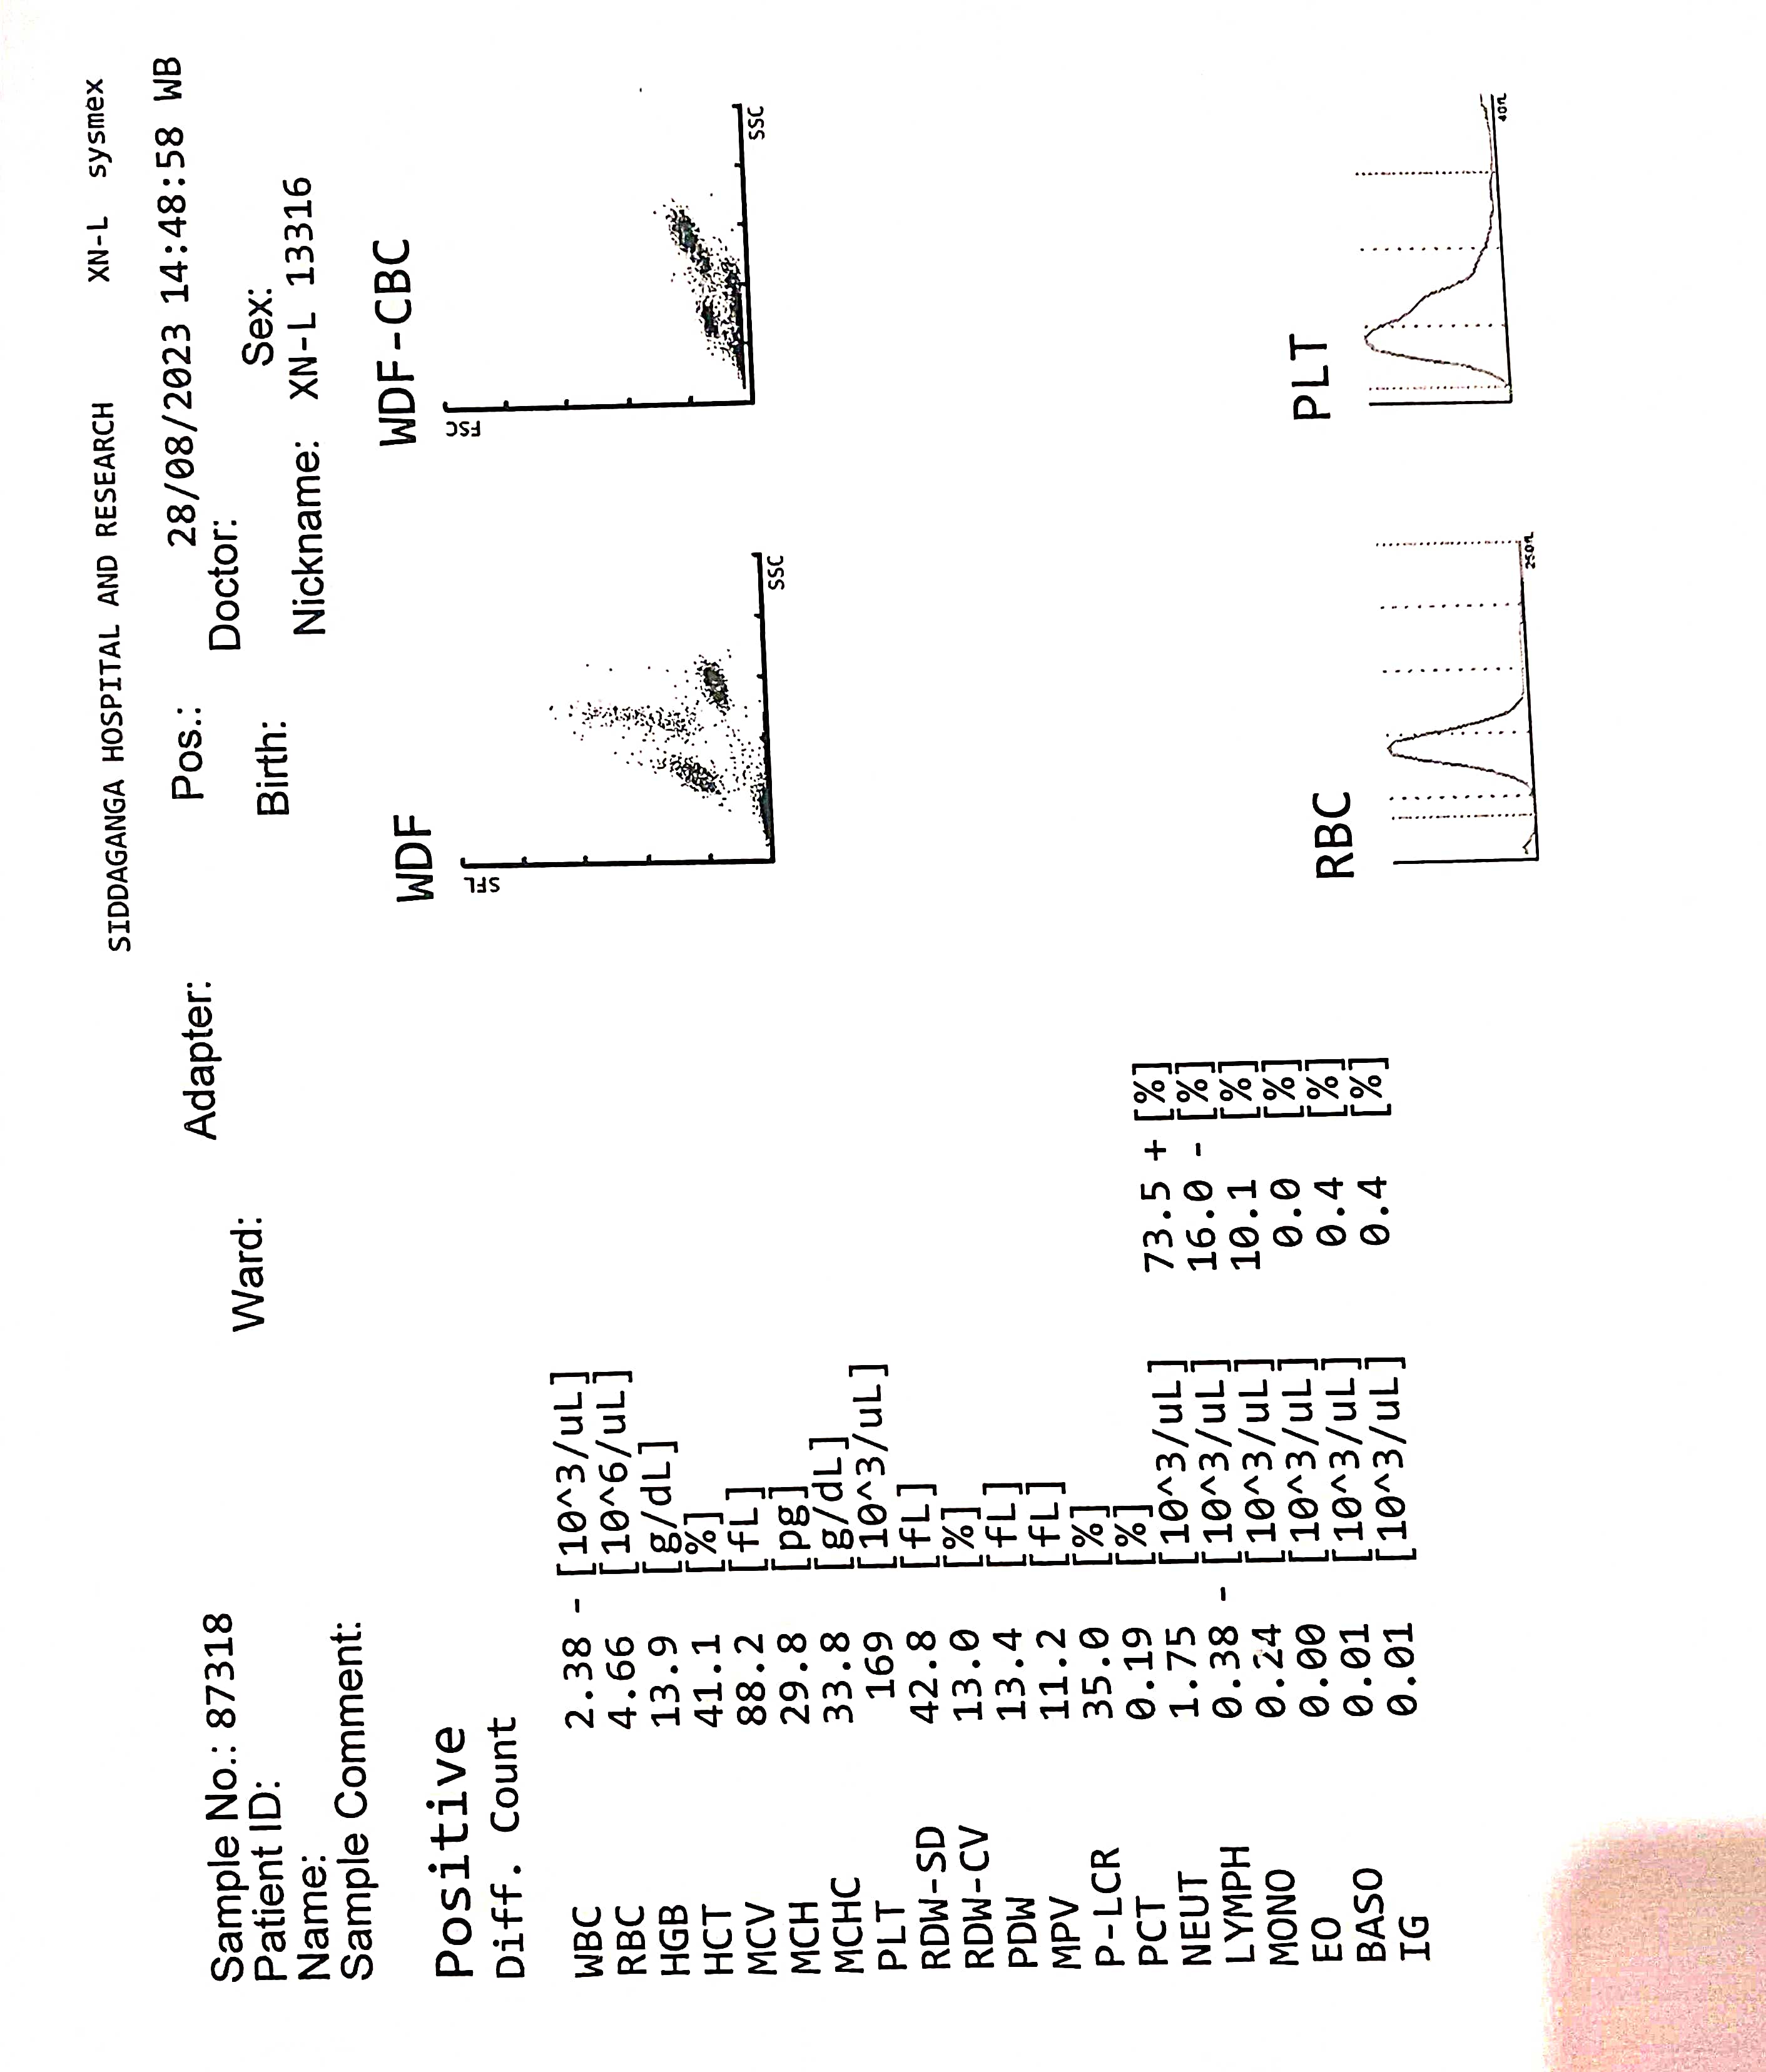 SIDDAGANGA HOSPITAL AND RESEARCH XN-L sysmex
Sample No.: 87318 Adapter: Pos.: 28/08/2023 14:48:58 WB
Patient ID: Ward: Doctor:
Name: Birth: Sex:
Sample Comment: Nickname: XN-L 13316
Positive
Diff. Count
WBC 2.38 - [10^3/uL]
RBC 4.66 [10^6/uL]
HGB 13.9 [g/dL]
HCT 41.1 [%]
MCV 88.2 [fL]
MCH 29.8 [pg]
MCHC 33.8 [g/dL]
PLT 169 [10^3/uL]
RDW-SD 42.8 [fL]
RDW-CV 13.0 [%]
PDW 13.4 [fL]
MPV 11.2 [fL]
P-LCR 35.0 [%]
PCT 0.19 [%]
NEUT 1.75 [10^3/uL] 73.5 + [%]
LYMPH 0.38 - [10^3/uL] 16.0 - [%]
MONO 0.24 [10^3/uL] 10.1 [%]
EO 0.00 [10^3/uL] 0.0 [%]
BASO 0.01 [10^3/uL] 0.4 [%]
IG 0.01 [10^3/uL] 0.4 [%]
WDF
SFL
SSC
WDF-CBC
FSC
SSC
RBC
250fL
PLT
40fL